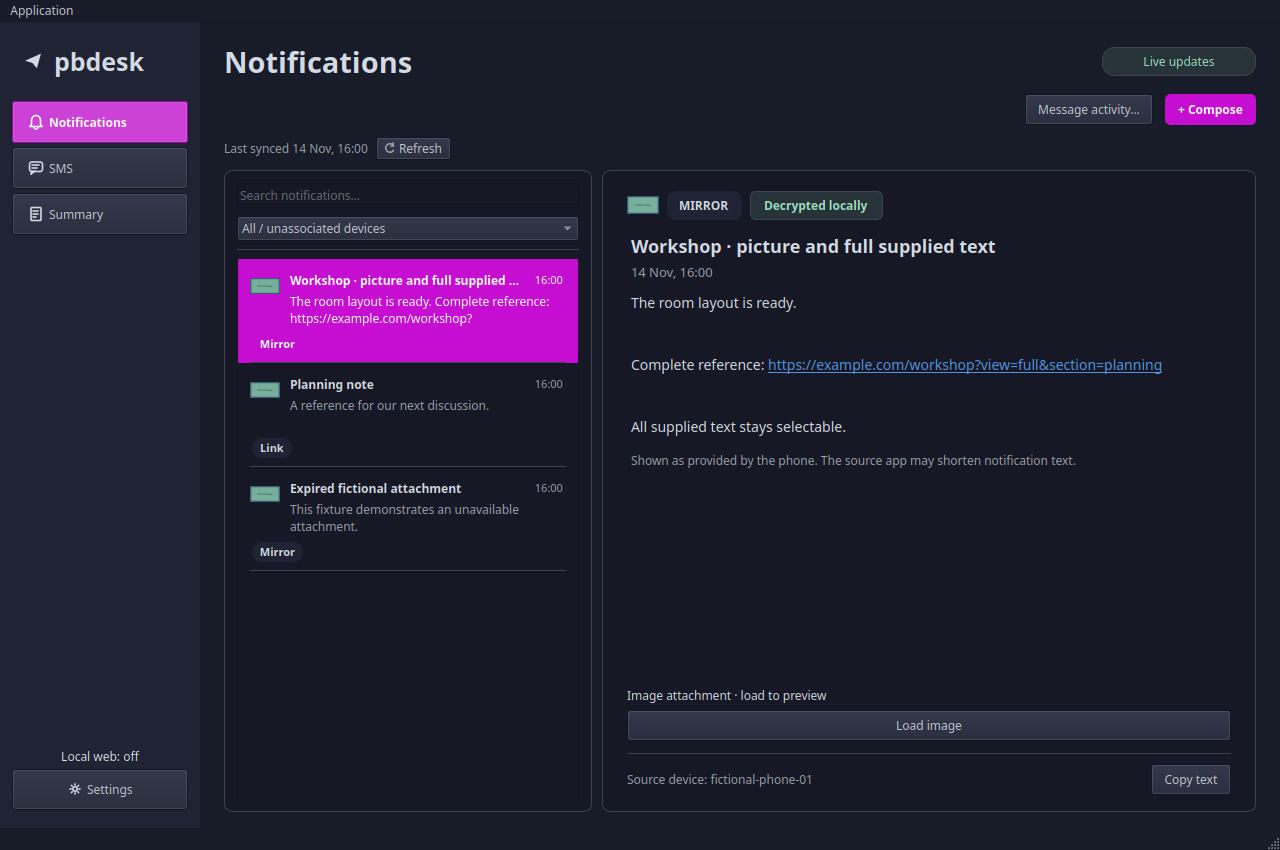 Application
pbdesk
Notifications
SMS
Summary
Local web: off
Settings
Notifications
Live updates
Message activity...
+ Compose
Last synced 14 Nov, 16:00
Refresh
Search notifications...
All / unassociated devices
Workshop · picture and full supplied ... 16:00
The room layout is ready. Complete reference:
https://example.com/workshop?
Mirror
Planning note 16:00
A reference for our next discussion.
Link
Expired fictional attachment 16:00
This fixture demonstrates an unavailable
attachment.
Mirror
MIRROR
Decrypted locally
Workshop · picture and full supplied text
14 Nov, 16:00
The room layout is ready.
Complete reference: https://example.com/workshop?view=full&section=planning
All supplied text stays selectable.
Shown as provided by the phone. The source app may shorten notification text.
Image attachment · load to preview
Load image
Source device: fictional-phone-01
Copy text